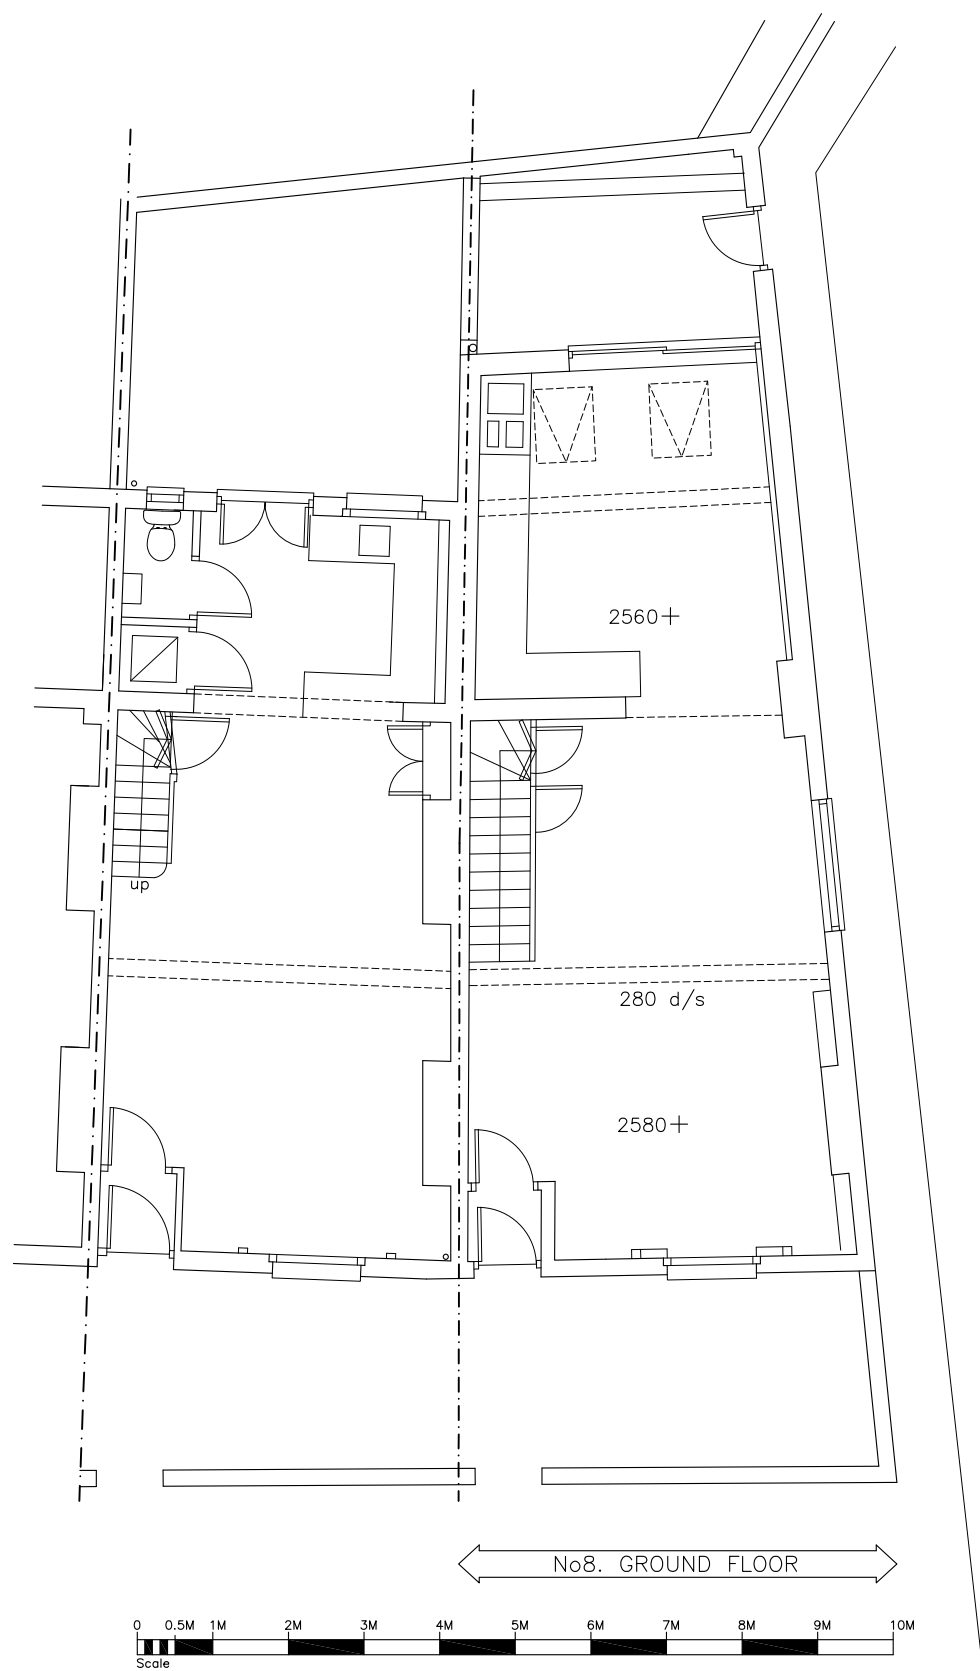 2560+
up
280 d/s
2580+
No8. GROUND FLOOR
0 0.5M 1M 2M 3M 4M 5M 6M 7M 8M 9M 10M
Scale